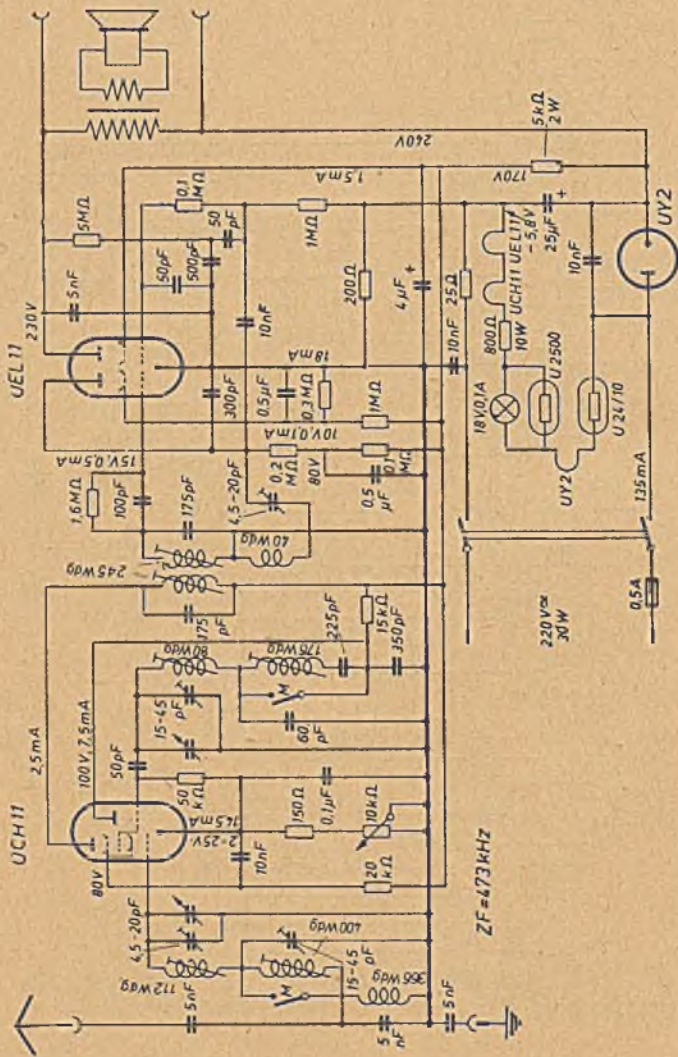 UCH11
UEL11
2,5mA
230V
5nF
5MΩ
15V, 0,5mA
1,6MΩ
100pF
175pF
245Wdg
175
pF
40Wdg
4,5-20pF
0,2
MΩ
80V
0,5
µF
0,1
MΩ
300pF
0,5µF
0,3MΩ
10V, 0,1mA
1MΩ
18mA
50pF
500pF
50
pF
0,1
MΩ
10nF
1MΩ
200Ω
4µF
+
1,5mA
240V
170V
5kΩ
2W
80V
100V, 7,5mA
50pF
50
kΩ
14,5mA
2÷25V,
10nF
150Ω
0,1µF
10kΩ
20
kΩ
15-45
pF
80Wdg
176Wdg
M
60
pF
225pF
15kΩ
350pF
4,5-20pF
112Wdg
5nF
400Wdg
15-45
pF
M
366Wdg
5
nF
5nF
ZF=473kHz
10nF
25Ω
18V/0,1A
800Ω
10W
UCH11
UEL11
-5,8V
25µF
+
10nF
U2500
U24/10
UY2
UY2
135mA
220V≂
30W
0,5A